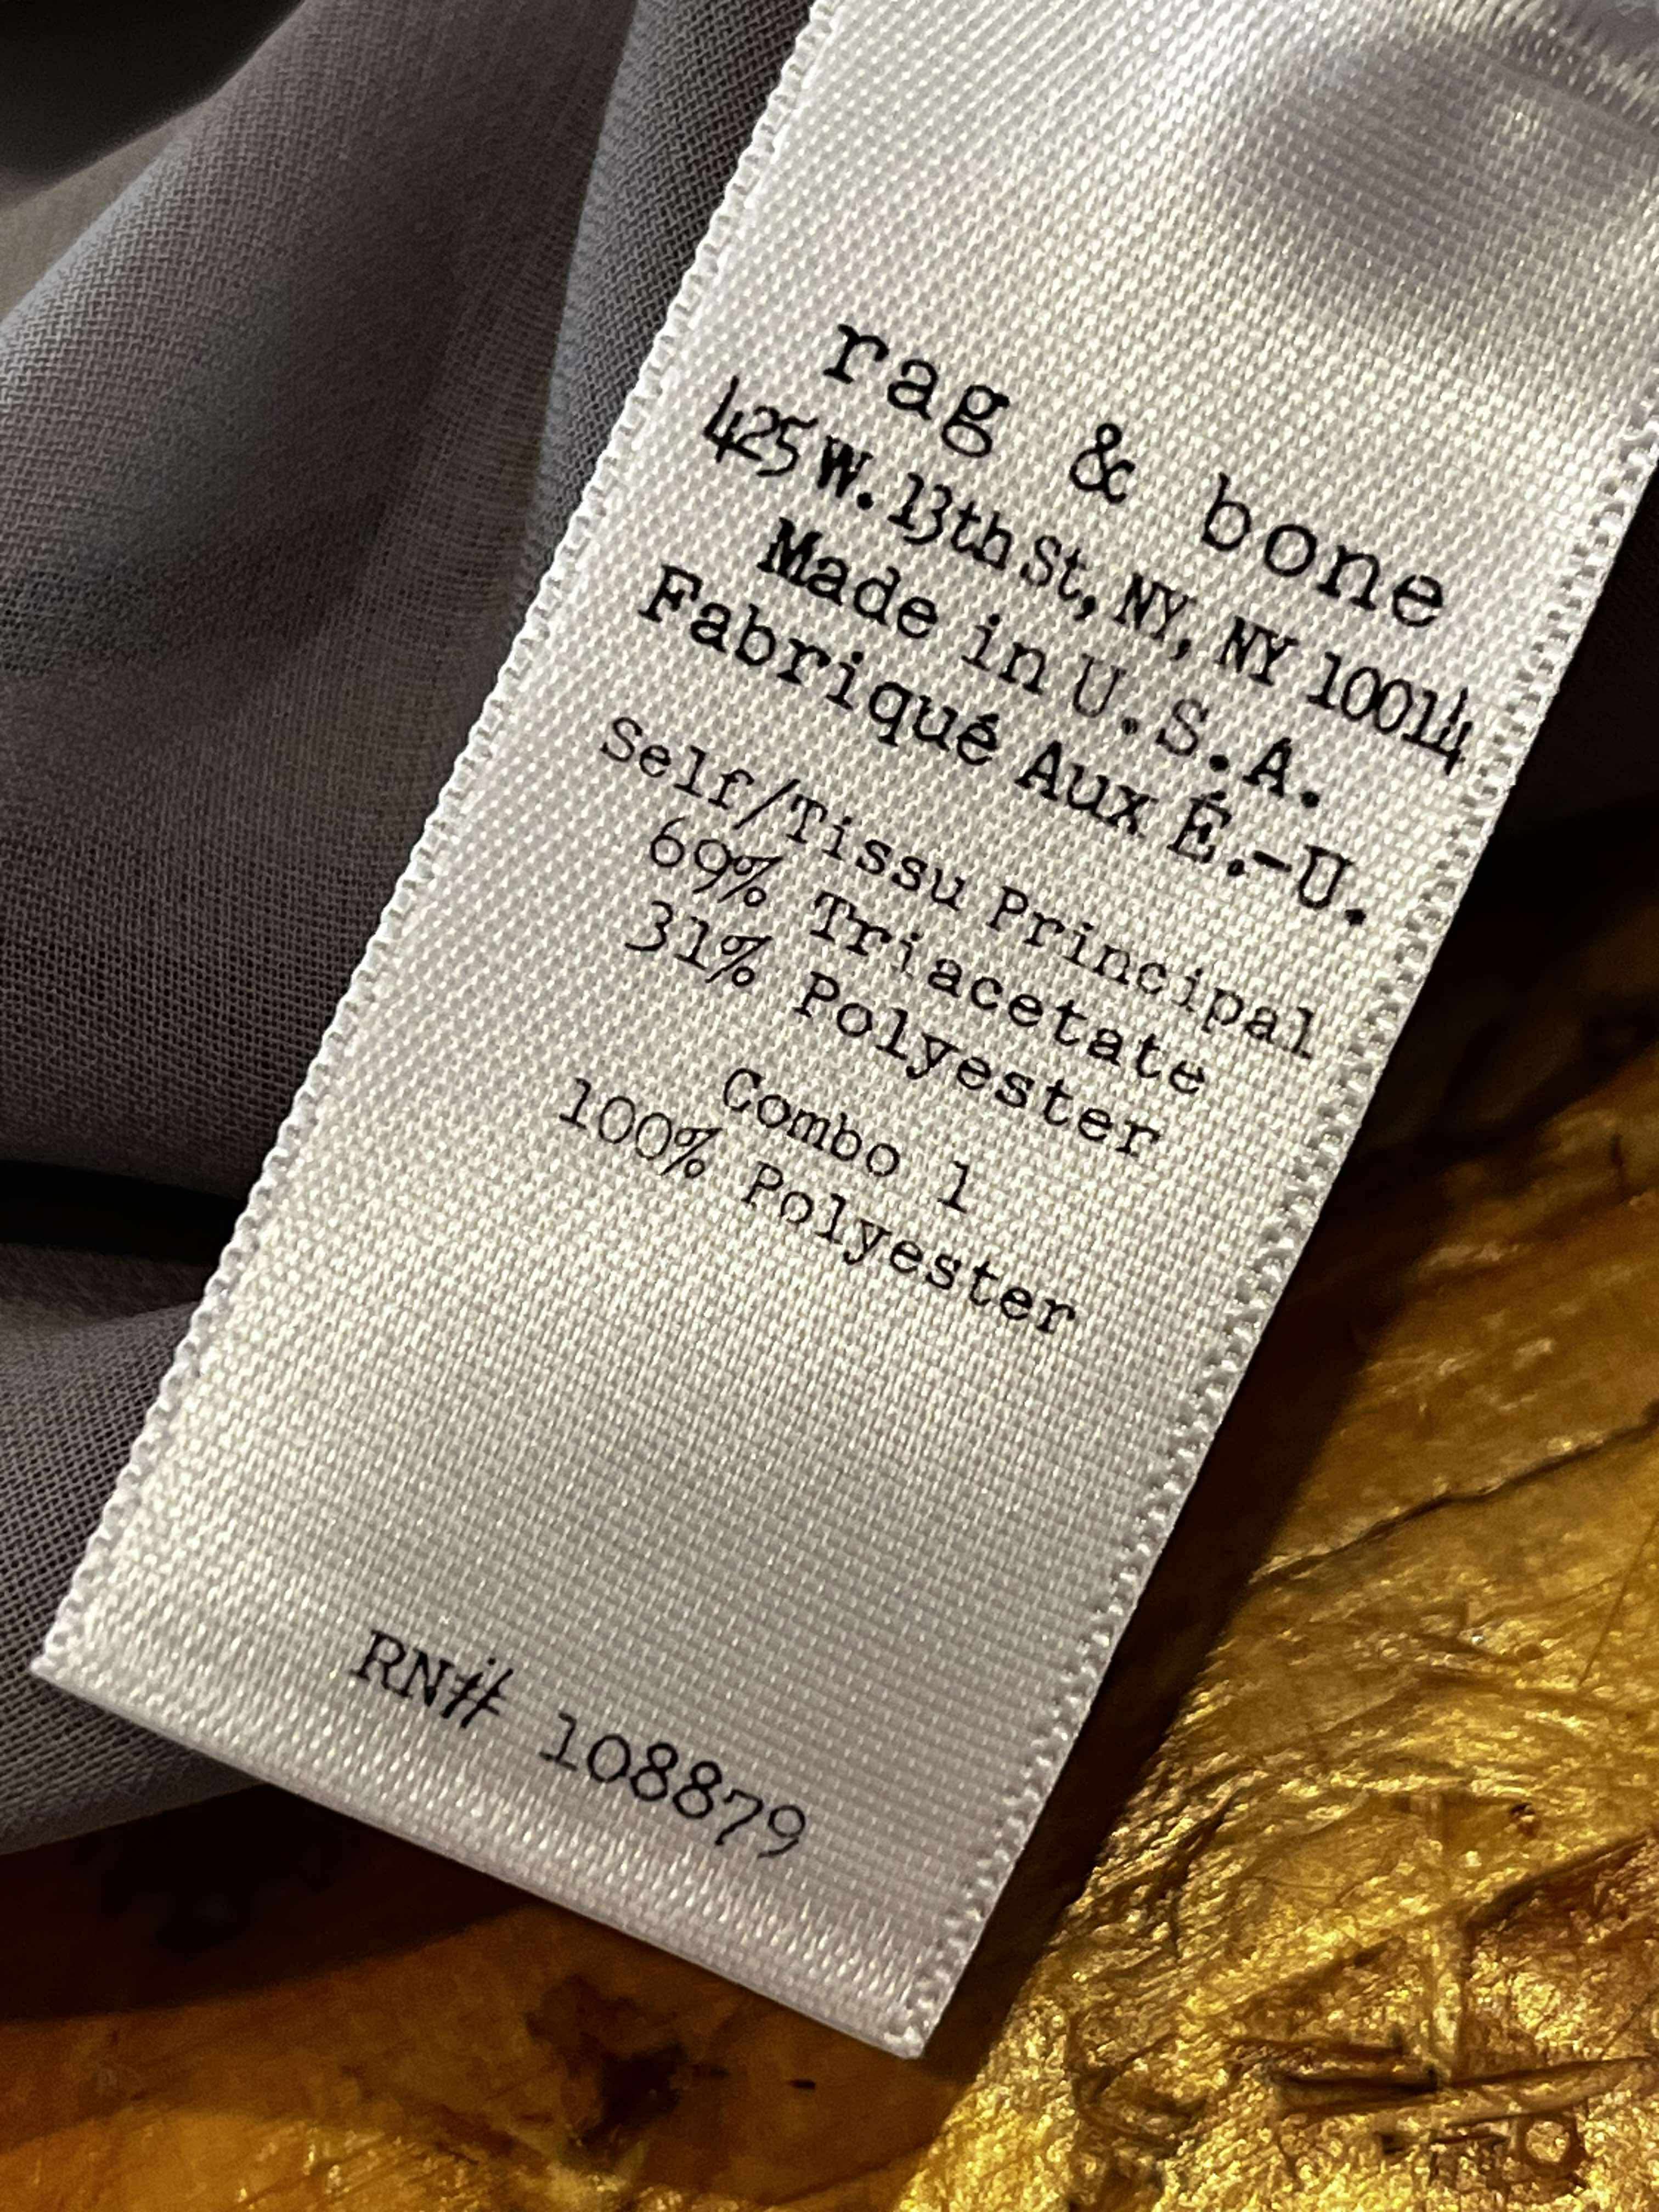 rag & bone
425 W. 13th St, NY, NY 10014
Made in U.S.A.
Fabriqué Aux É.-U.
Self/Tissu Principal
69% Triacetate
31% Polyester
Combo 1
100% Polyester
RN# 108879